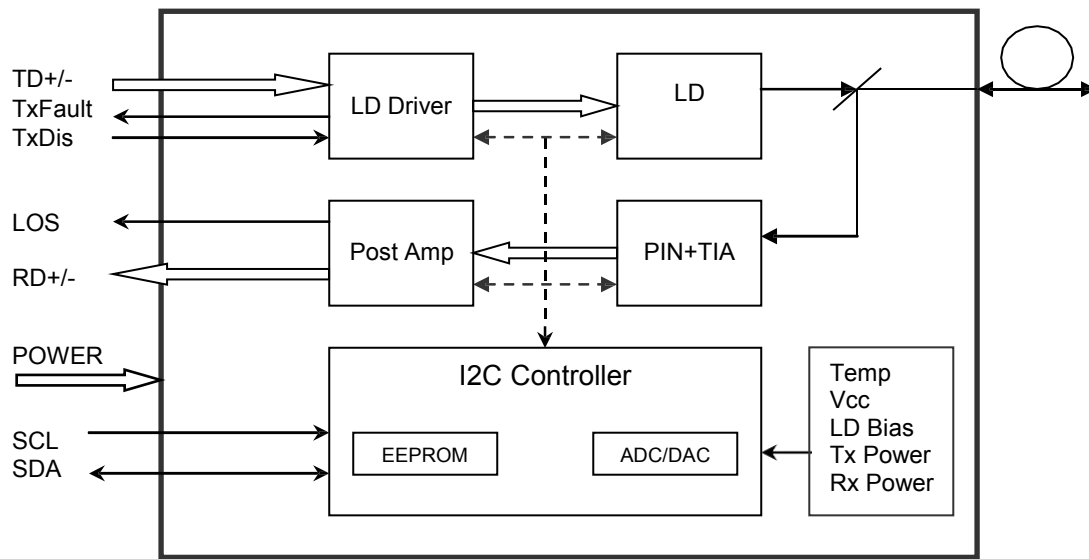 TD+/-
TxFault
TxDis
LD Driver
LD
LOS
RD+/-
Post Amp
PIN+TIA
POWER
SCL
SDA
I2C Controller
EEPROM
ADC/DAC
Temp
Vcc
LD Bias
Tx Power
Rx Power